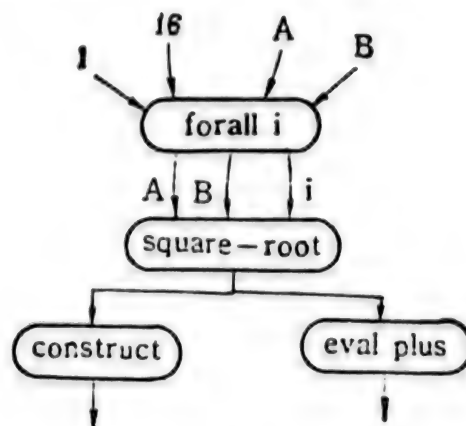 1 16 A B
forall i
A B i
square-root
construct eval plus